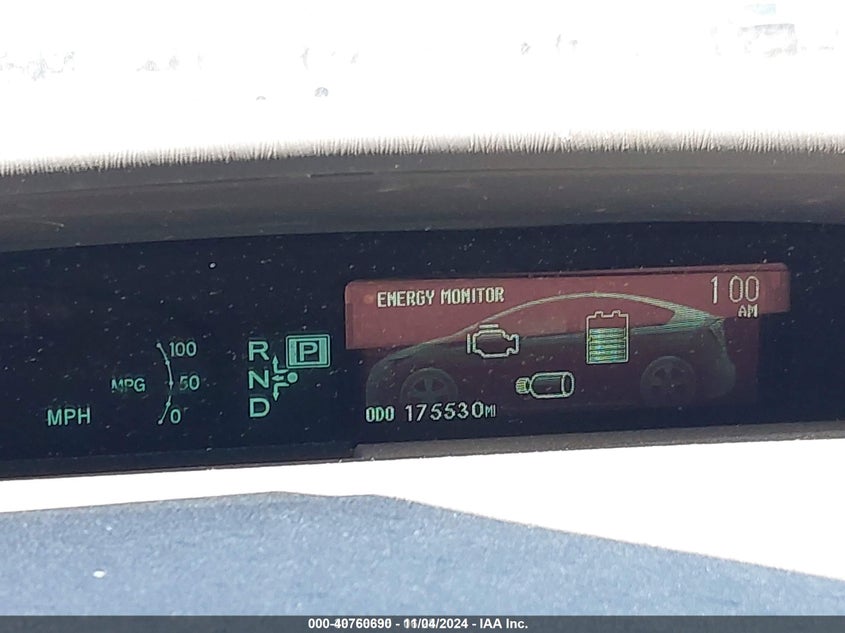 ENERGY MONITOR
1:00
AM
100
MPG 50
0
MPH
R P
N
D
ODO 175530MI
000-40760690 - 11/04/2024 - IAA Inc.